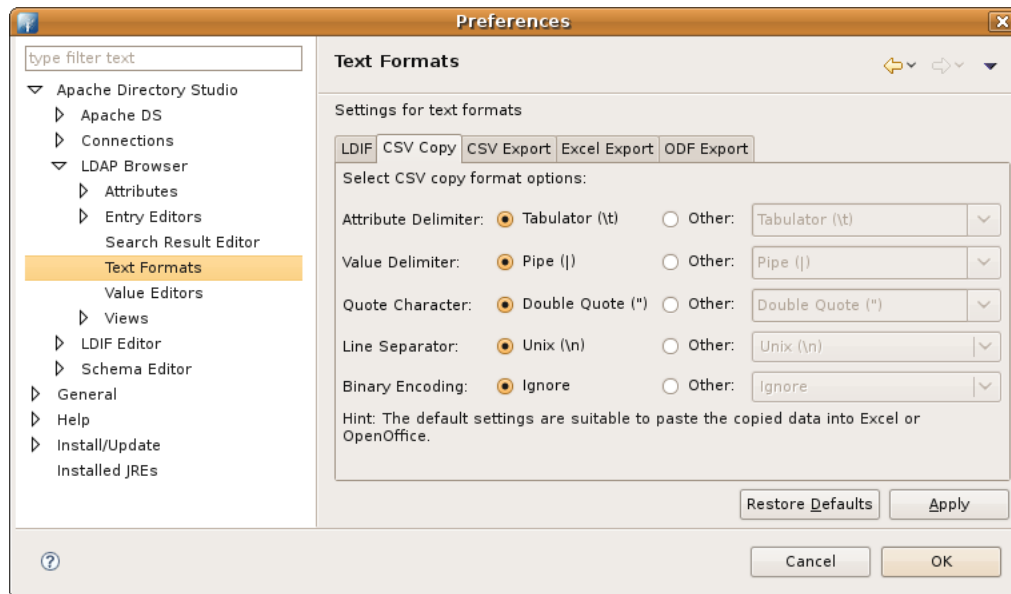 Preferences
type filter text
Apache Directory Studio
Apache DS
Connections
LDAP Browser
Attributes
Entry Editors
Search Result Editor
Text Formats
Value Editors
Views
LDIF Editor
Schema Editor
General
Help
Install/Update
Installed JREs
Text Formats
Settings for text formats
LDIF CSV Copy CSV Export Excel Export ODF Export
Select CSV copy format options:
Attribute Delimiter: Tabulator (\t) Other: Tabulator (\t)
Value Delimiter: Pipe (|) Other: Pipe (|)
Quote Character: Double Quote (") Other: Double Quote (")
Line Separator: Unix (\n) Other: Unix (\n)
Binary Encoding: Ignore Other: Ignore
Hint: The default settings are suitable to paste the copied data into Excel or
OpenOffice.
Restore Defaults Apply
Cancel OK